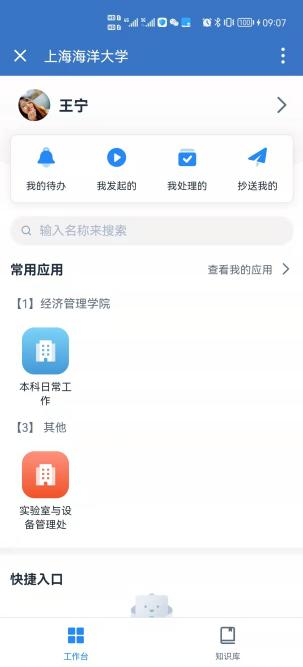 100 09:07
上海海洋大学
王宁
我的待办 我发起的 我处理的 抄送我的
输入名称来搜索
常用应用 查看我的应用
【1】经济管理学院
本科日常工
作
【3】 其他
实验室与设
备管理处
快捷入口
工作台 知识库